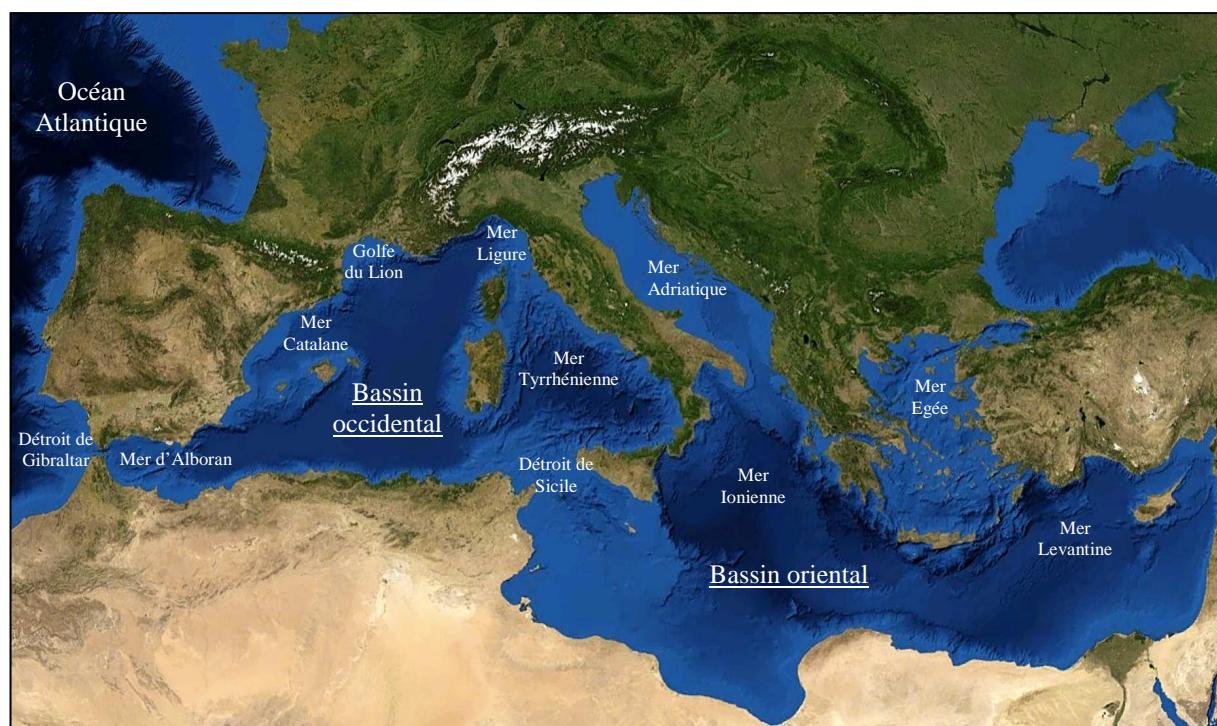 Océan
Atlantique
Golfe
du Lion
Mer
Ligure
Mer
Adriatique
Mer
Catalane
Mer
Tyrrhénienne
Mer
Egée
Bassin
occidental
Détroit de
Gibraltar
Mer d’Alboran
Détroit de
Sicile
Mer
Ionienne
Mer
Levantine
Bassin oriental